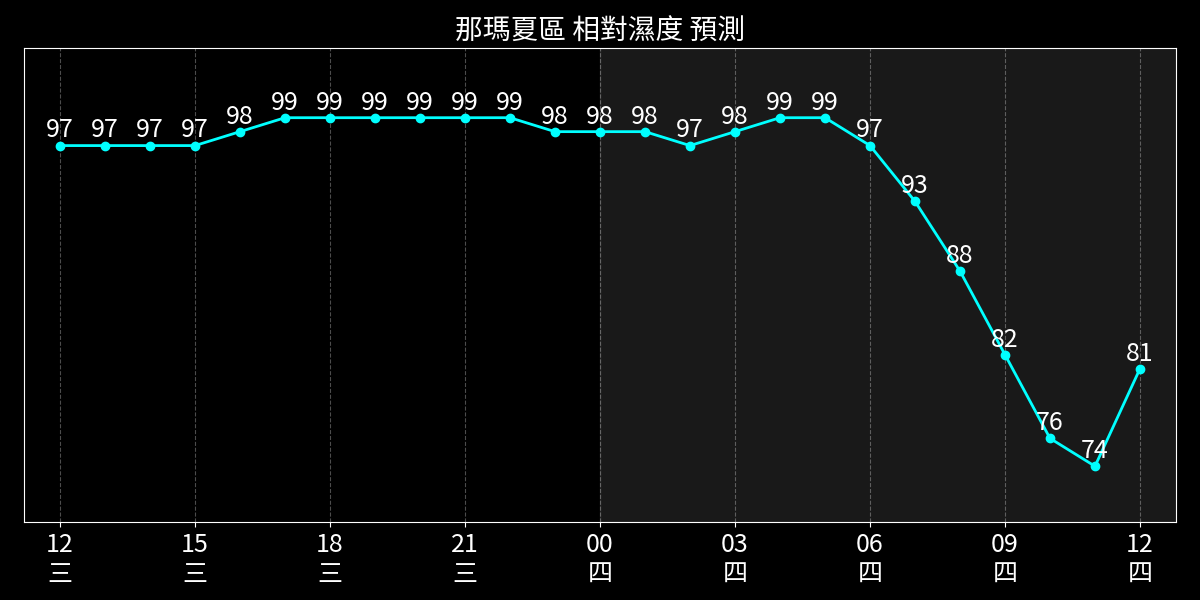 那瑪夏區 相對濕度 預測
97 97 97 97 98 99 99 99 99 99 99 98 98 98 97 98 99 99 97 93 88 82 76 74 81
12 15 18 21 00 03 06 09 12
三 三 三 三 四 四 四 四 四